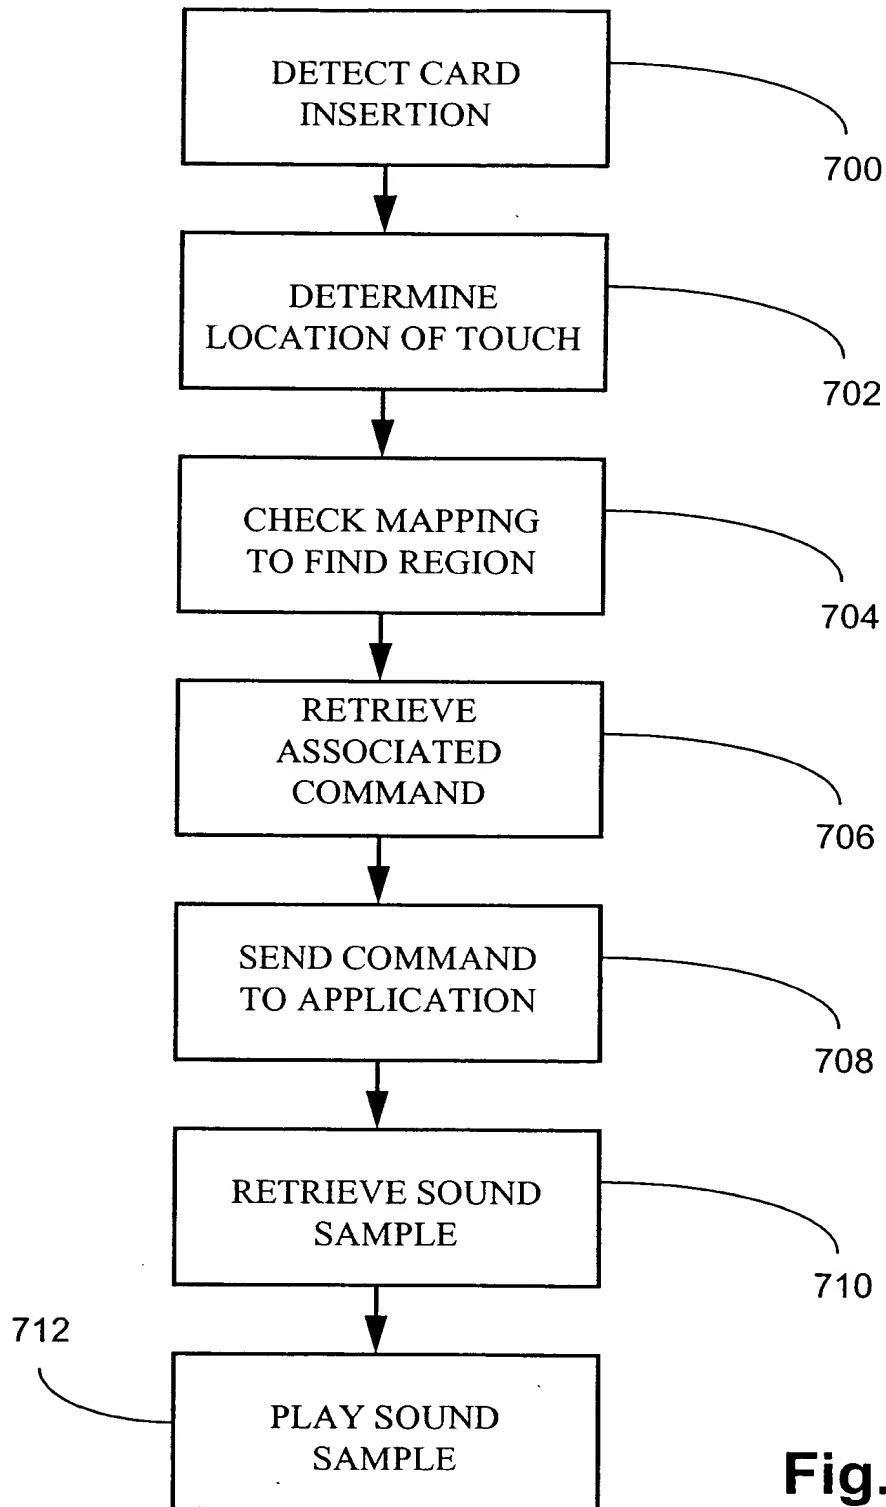 DETECT CARD
INSERTION
700
DETERMINE
LOCATION OF TOUCH
702
CHECK MAPPING
TO FIND REGION
704
RETRIEVE
ASSOCIATED
COMMAND
706
SEND COMMAND
TO APPLICATION
708
RETRIEVE SOUND
SAMPLE
710
712
PLAY SOUND
SAMPLE
Fig.